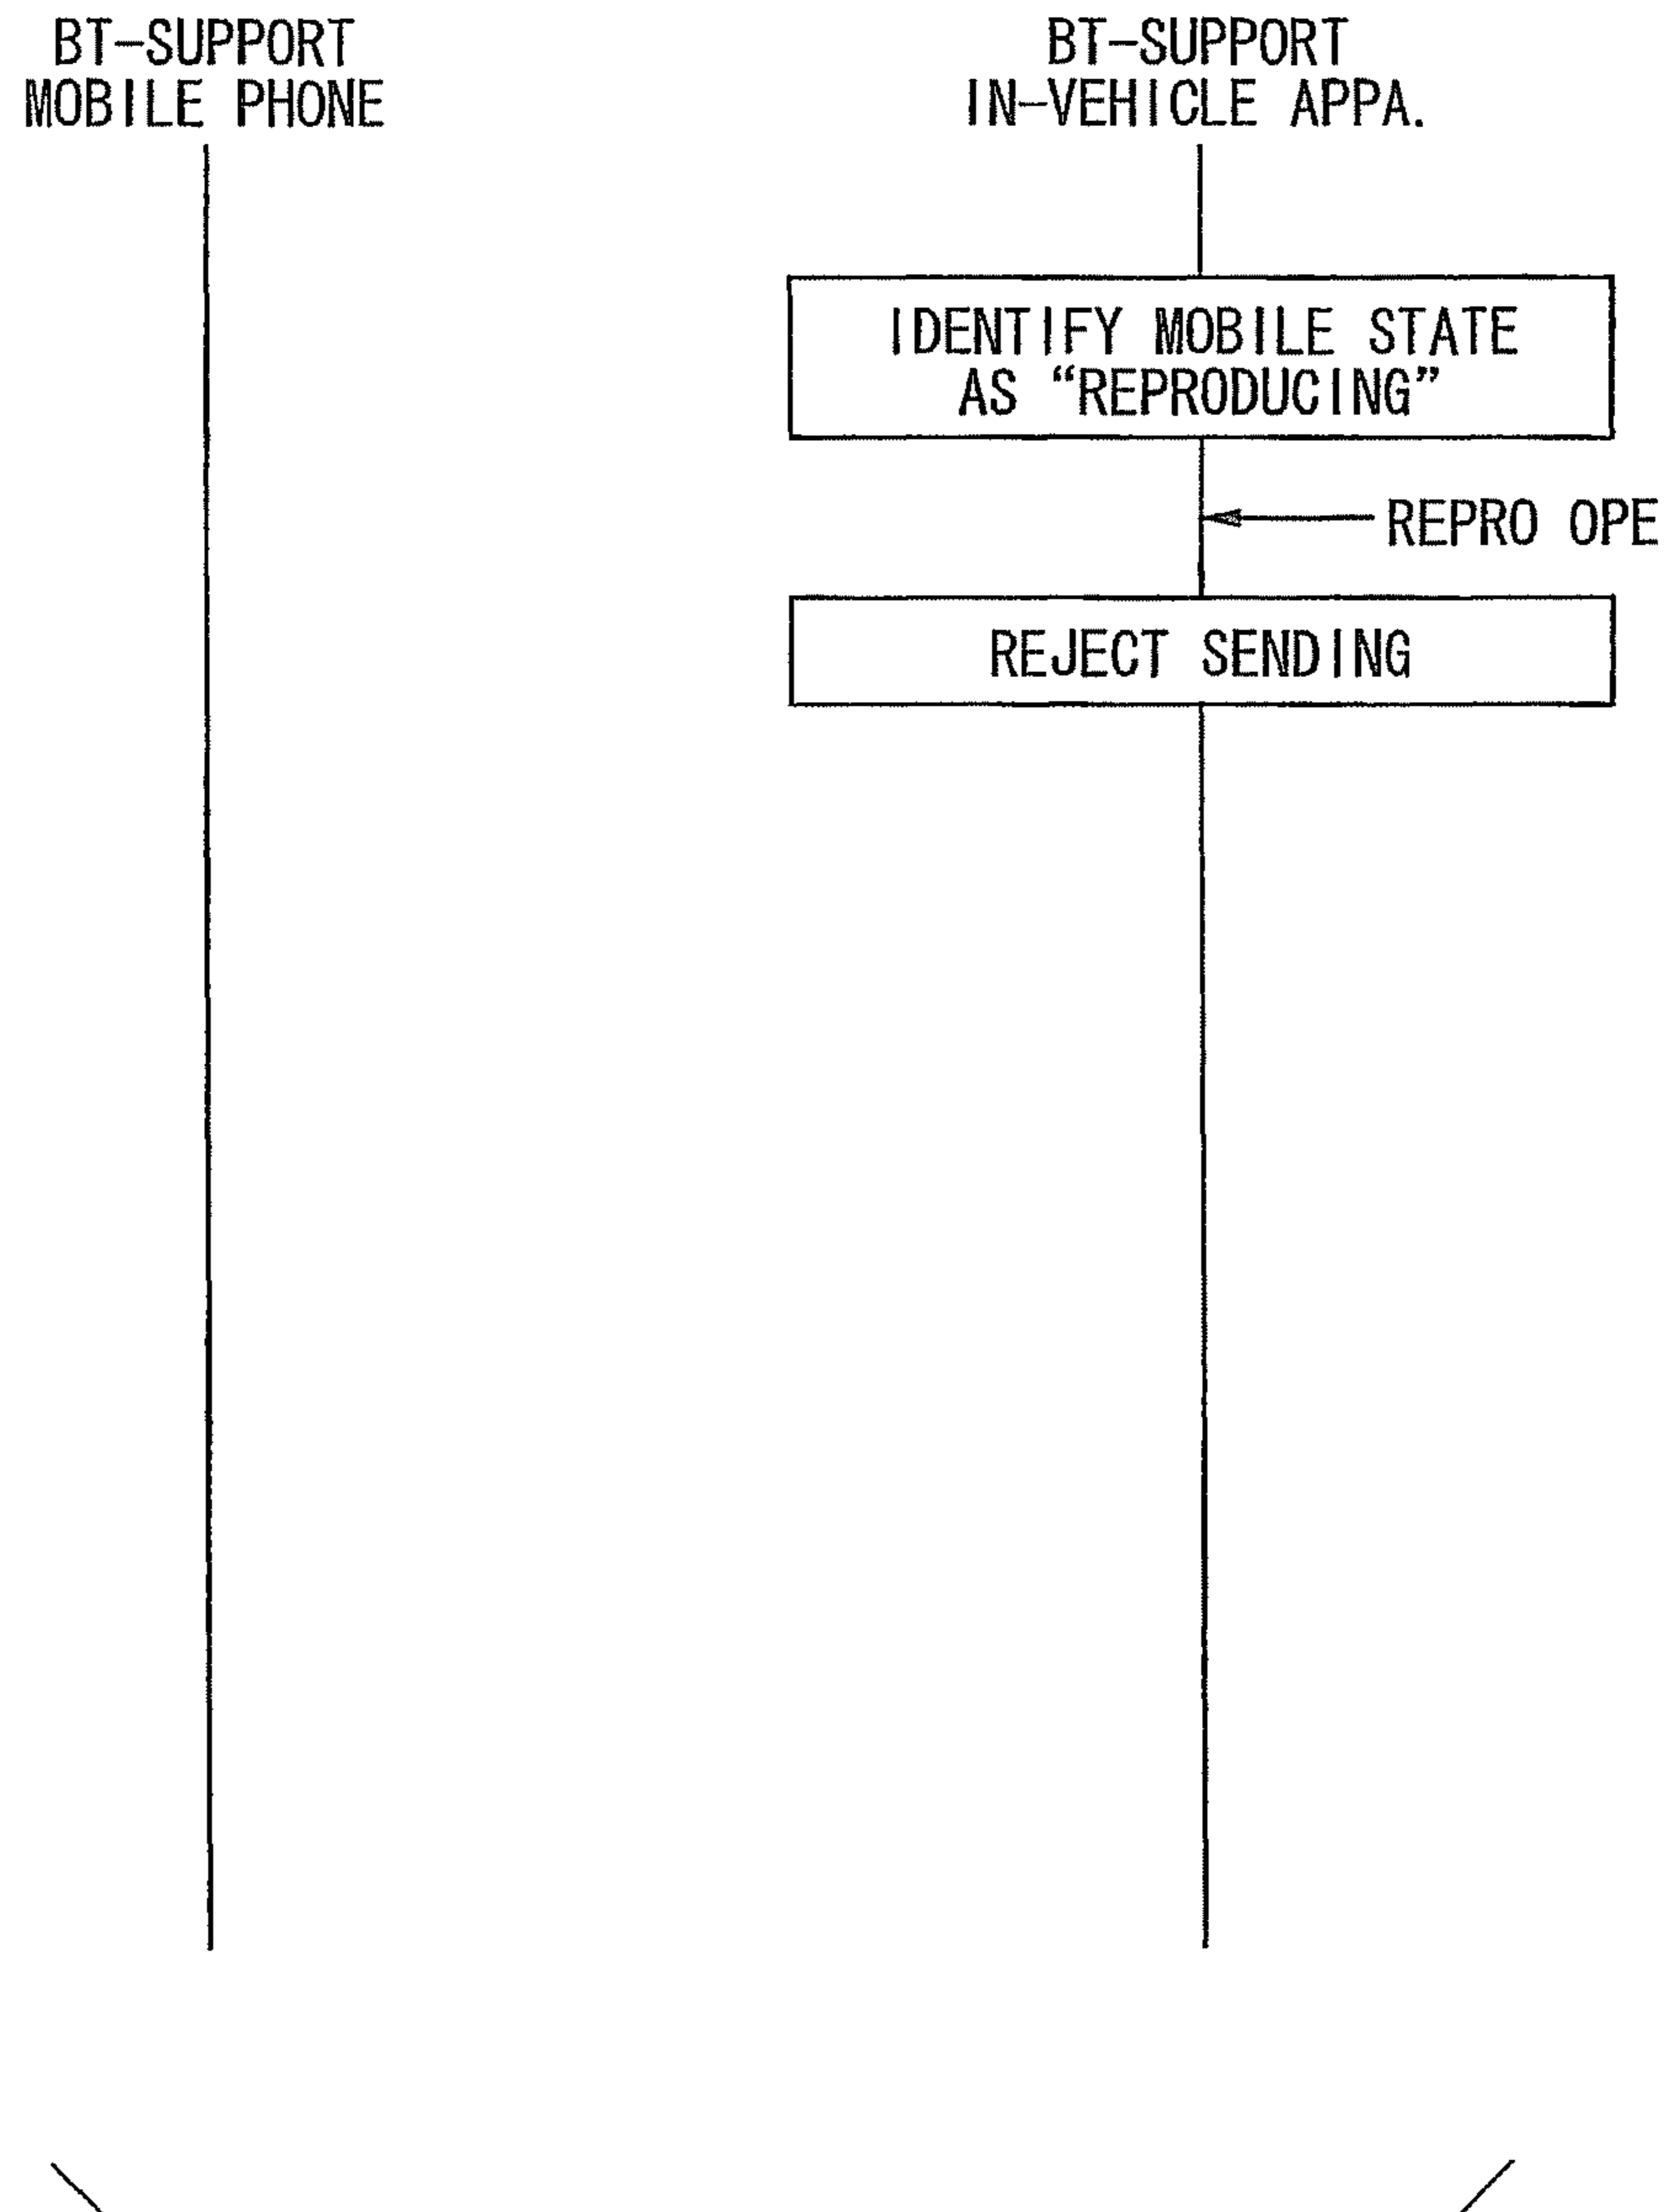 BT-SUPPORT
MOBILE PHONE
BT-SUPPORT
IN-VEHICLE APPA.
IDENTIFY MOBILE STATE
AS “REPRODUCING”
REPRO OPE
REJECT SENDING